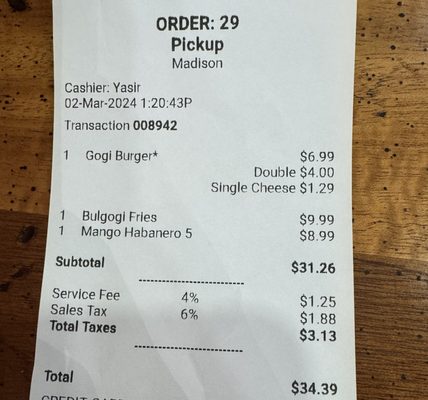 ORDER: 29
Pickup
Madison
Cashier: Yasir
02-Mar-2024 1:20:43P
Transaction 008942
1 Gogi Burger* $6.99
Double $4.00
Single Cheese $1.29
1 Bulgogi Fries $9.99
1 Mango Habanero 5 $8.99
Subtotal $31.26
Service Fee 4% $1.25
Sales Tax 6% $1.88
Total Taxes $3.13
Total $34.39